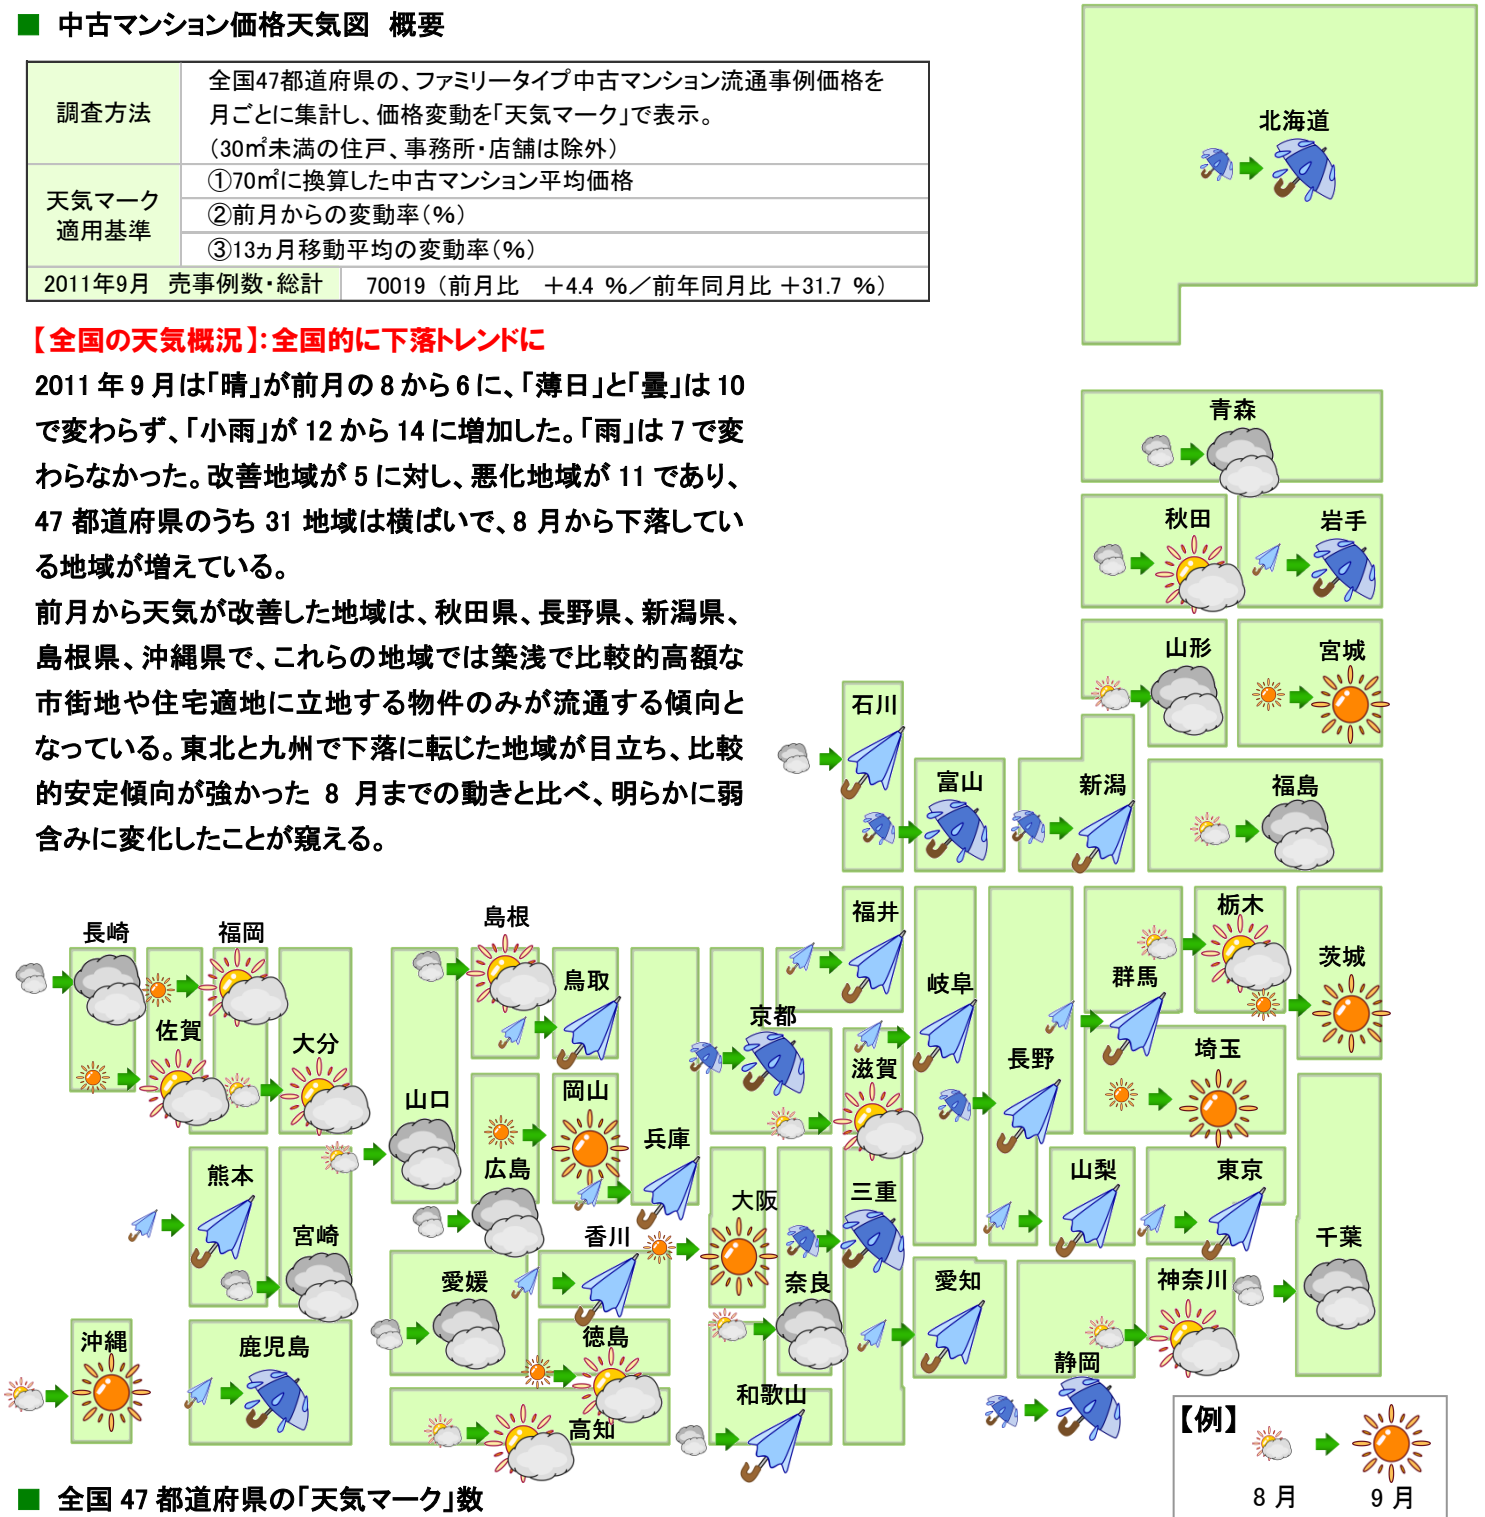 ■ 中古マンション価格天気図 概要
調査方法
全国47都道府県の、ファミリータイプ中古マンション流通事例価格を
月ごとに集計し、価格変動を「天気マーク」で表示。
（30㎡未満の住戸、事務所・店舗は除外）
天気マーク
適用基準
①70㎡に換算した中古マンション平均価格
②前月からの変動率（%）
③13ヵ月移動平均の変動率（%）
2011年9月 売事例数・総計
70019（前月比 ＋4.4 %／前年同月比 ＋31.7 %）
【全国の天気概況】：全国的に下落トレンドに
2011 年 9 月は「晴」が前月の 8 から 6 に、「薄日」と「曇」は 10
で変わらず、「小雨」が 12 から 14 に増加した。「雨」は 7 で変
わらなかった。改善地域が 5 に対し、悪化地域が 11 であり、
47 都道府県のうち 31 地域は横ばいで、8 月から下落してい
る地域が増えている。
前月から天気が改善した地域は、秋田県、長野県、新潟県、
島根県、沖縄県で、これらの地域では築浅で比較的高額な
市街地や住宅適地に立地する物件のみが流通する傾向と
なっている。東北と九州で下落に転じた地域が目立ち、比較
的安定傾向が強かった 8 月までの動きと比べ、明らかに弱
含みに変化したことが窺える。
北海道
青森
秋田
岩手
山形
宮城
石川
富山
新潟
福島
福井
岐阜
栃木
群馬
茨城
長崎
福岡
島根
鳥取
佐賀
大分
京都
滋賀
長野
埼玉
山口
岡山
兵庫
広島
熊本
宮崎
香川
大阪
三重
山梨
東京
千葉
愛媛
奈良
愛知
神奈川
沖縄
鹿児島
徳島
静岡
高知
和歌山
【例】
8 月
9 月
■ 全国 47 都道府県の「天気マーク」数